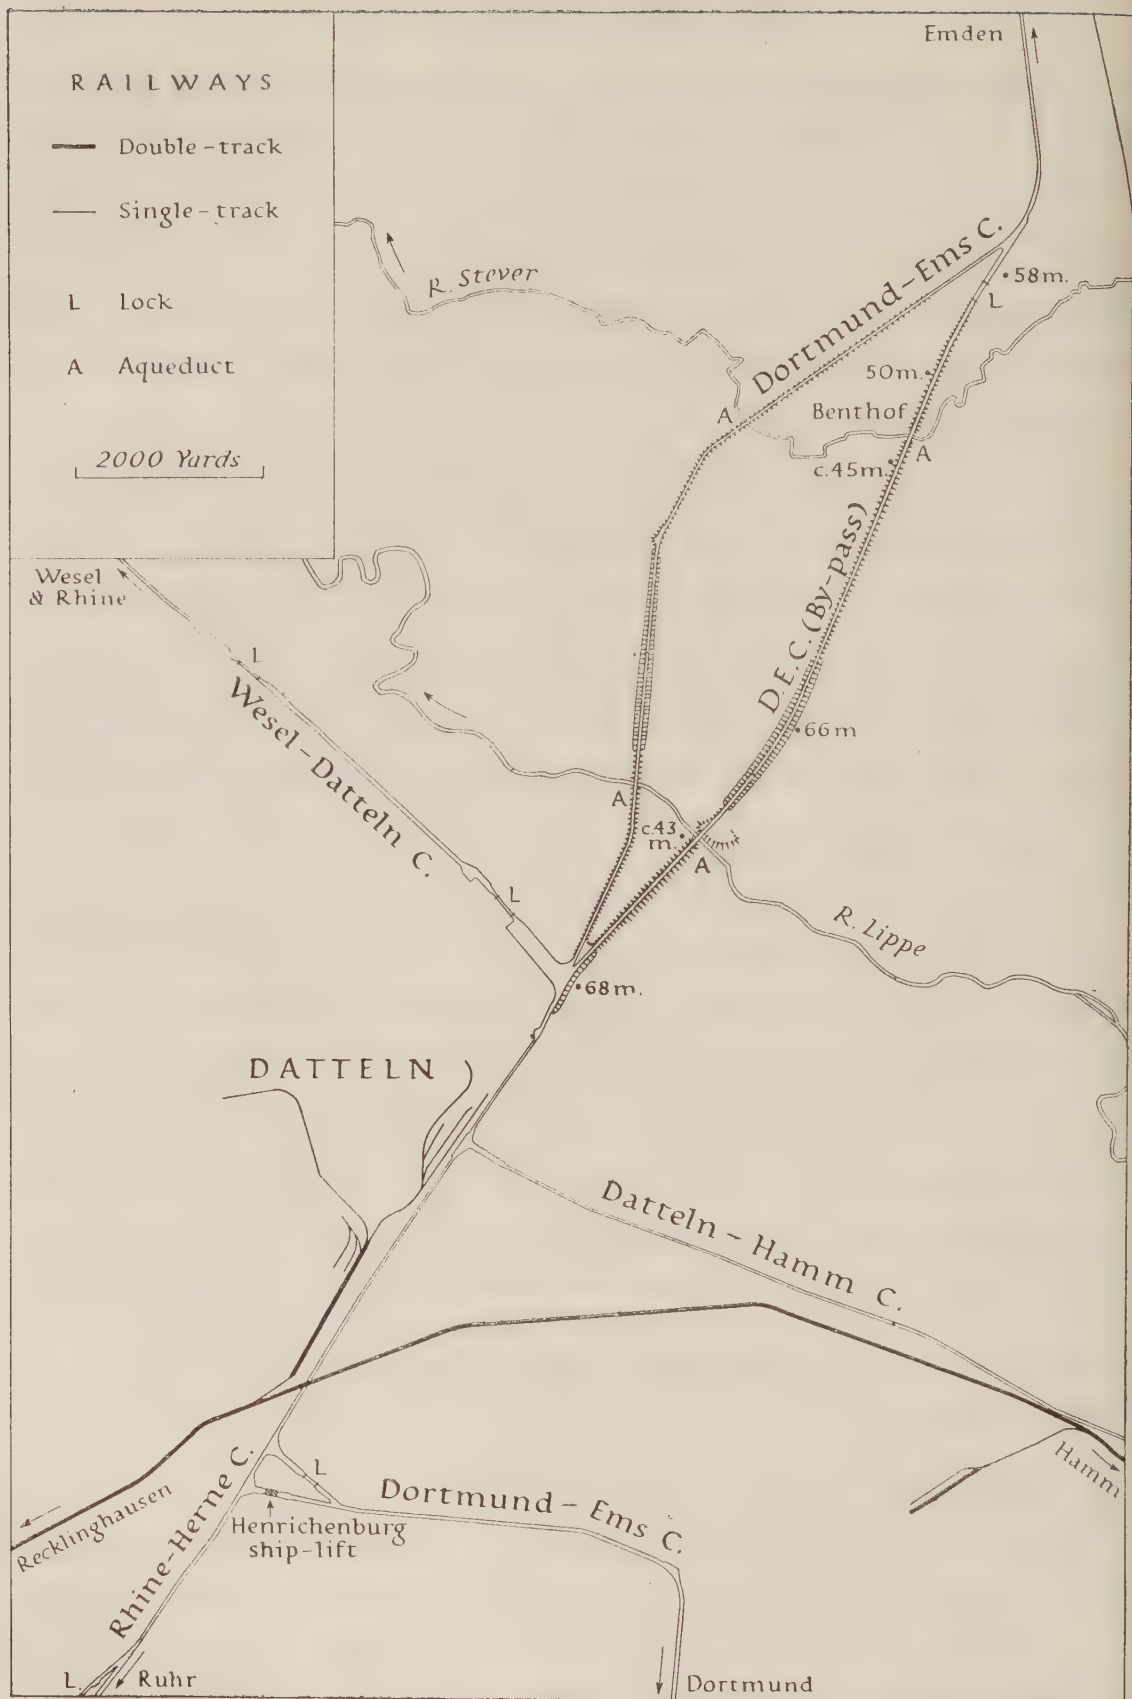 RAILWAYS
Double-track
Single-track
L Lock
A Aqueduct
2000 Yards
Emden
R. Stever
Dortmund-Ems C.
58m.
L
50m.
Benthof
A
A
c.45m.
D.E.C. (By-pass)
Wesel
& Rhine
L
Wesel-Datteln C.
66m
A
c.43
m.
A
L
R. Lippe
68m.
DATTELN
Datteln-Hamm C.
Hamm
Recklinghausen
Rhine-Herne C.
L
Dortmund-Ems C.
Henrichenburg
ship-lift
L.
Ruhr
Dortmund